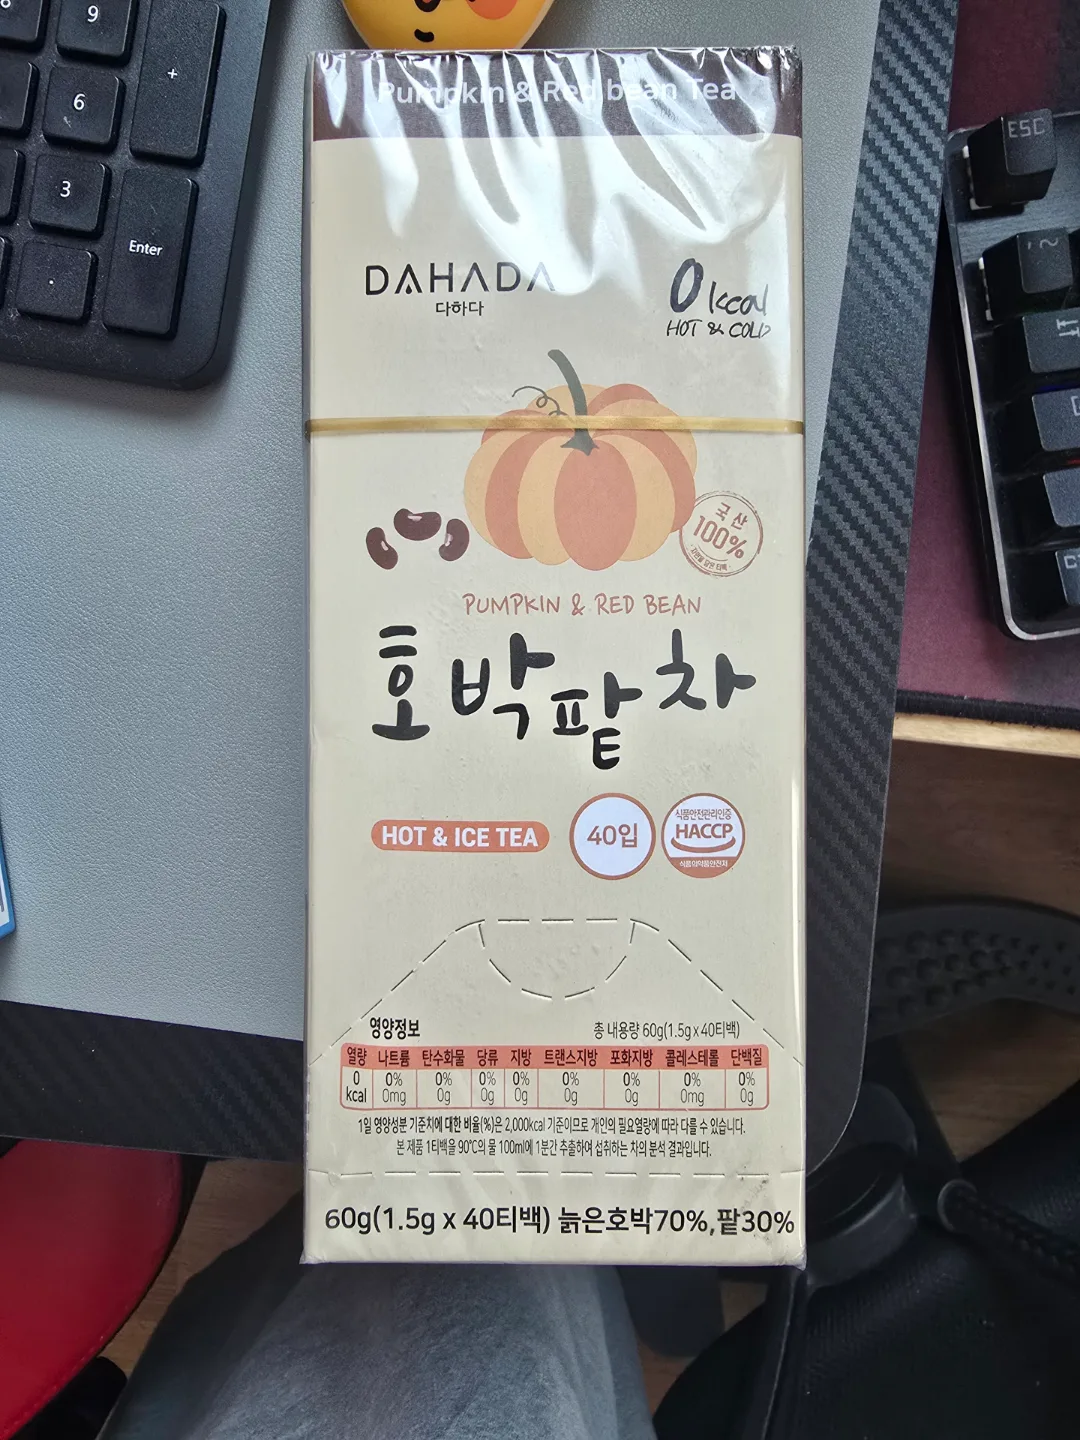 Pumpkin & Red bean Tea
DAHADA
다하다
0 kcal
HOT & COLD
국산
100%
PUMPKIN & RED BEAN
호박팥차
HOT & ICE TEA
40입
식품안전관리인증
HACCP
식품의약품안전처
영양정보
총 내용량 60g(1.5g x 40티백)
열량 나트륨 탄수화물 당류 지방 트랜스지방 포화지방 콜레스테롤 단백질
0 kcal 0% 0mg 0% 0g 0% 0g 0% 0g 0% 0g 0% 0g 0% 0mg 0% 0g
1일 영양성분 기준치에 대한 비율(%)은 2,000kcal 기준이므로 개인의 필요열량에 따라 다를 수 있습니다.
본 제품 1티백을 90℃의 물 100ml에 1분간 추출하여 섭취하는 차의 분석 결과입니다.
60g(1.5g x 40티백) 늙은호박70%,팥30%
9
+
6
3
Enter
.
ESC